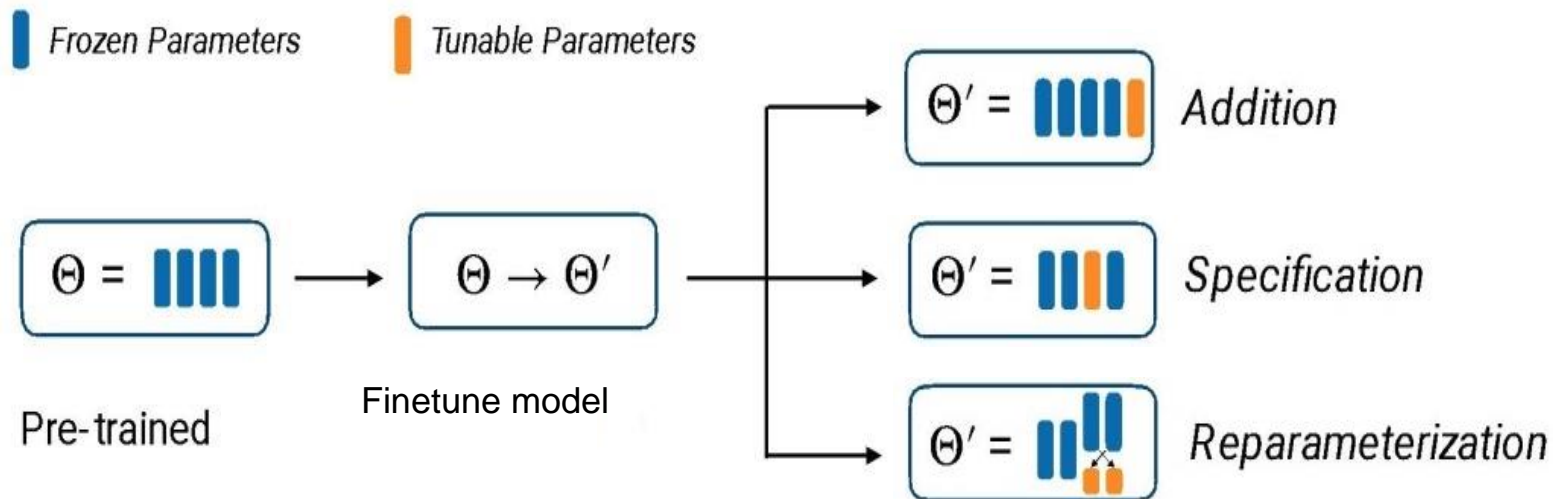 Frozen Parameters
Tunable Parameters
Θ′ =
Addition
Θ =
Θ → Θ′
Θ′ =
Specification
Pre-trained
Finetune model
Θ′ =
Reparameterization